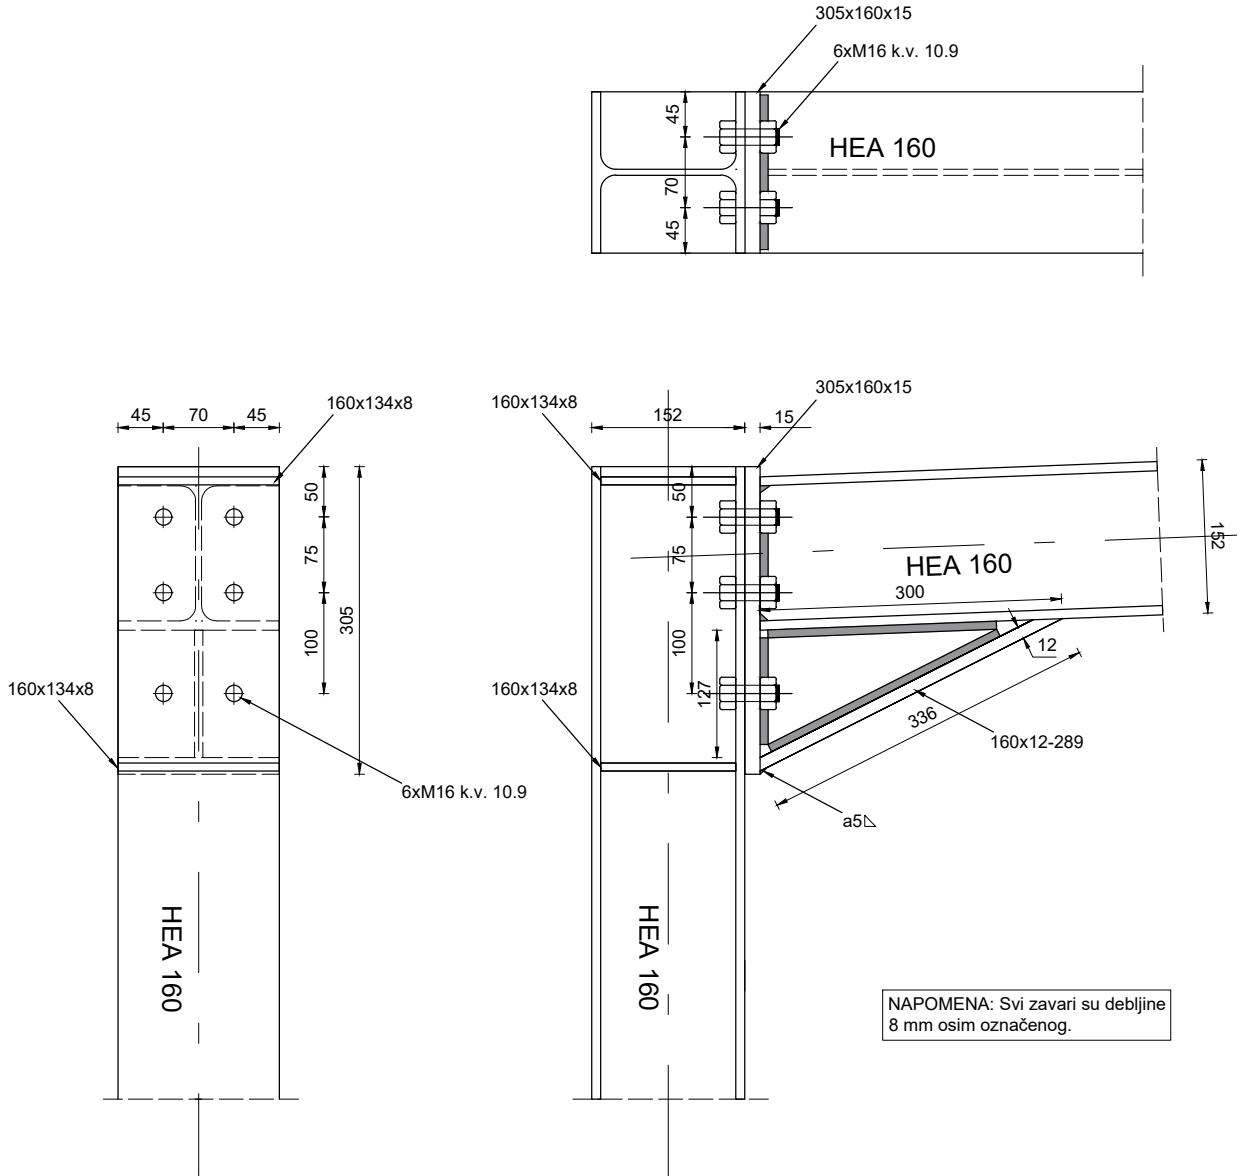 305x160x15
6xM16 k.v. 10.9
45
70
45
HEA 160
305x160x15
160x134x8
160x134x8
45
70
45
152
15
50
75
100
305
50
75
100
127
152
HEA 160
300
12
336
160x12-289
160x134x8
160x134x8
6xM16 k.v. 10.9
a5
HEA 160
HEA 160
NAPOMENA: Svi zavari su debljine
8 mm osim označenog.